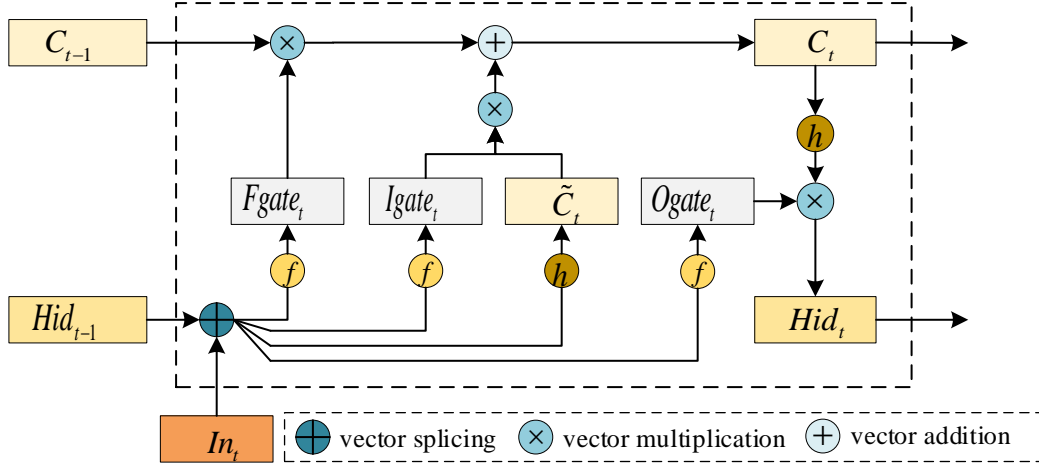 C_{t-1}
×
+
C_t
×
h
Fgate_t
Igate_t
C̃_t
Ogate_t
×
f
f
h
f
Hid_{t-1}
+
Hid_t
In_t
+ vector splicing × vector multiplication + vector addition